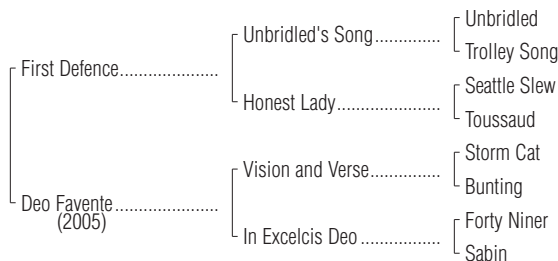 Unbridled
Unbridled's Song
Trolley Song
First Defence
Seattle Slew
Honest Lady
Toussaud
Storm Cat
Vision and Verse
Bunting
Deo Favente
(2005)
Forty Niner
In Excelcis Deo
Sabin